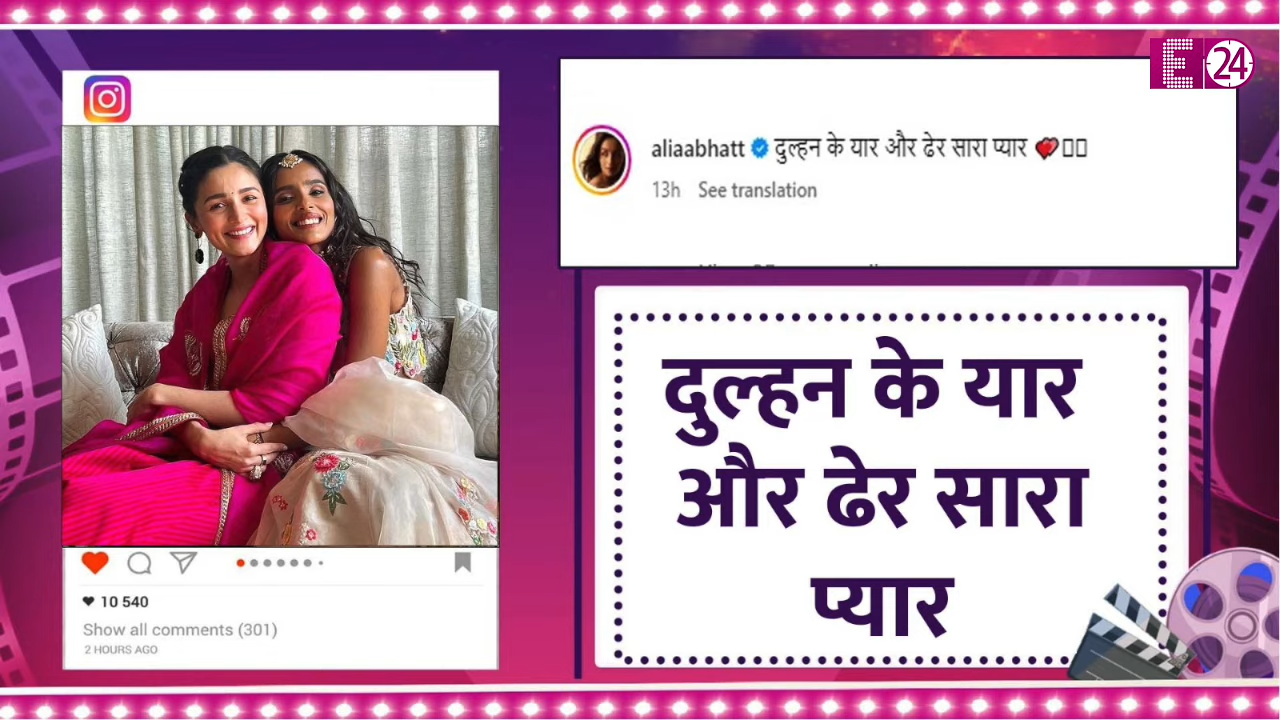 E 24
aliaabhatt दुल्हन के यार और ढेर सारा प्यार 💕
13h See translation
दुल्हन के यार
और ढेर सारा
प्यार
10 540
Show all comments (301)
2 HOURS AGO